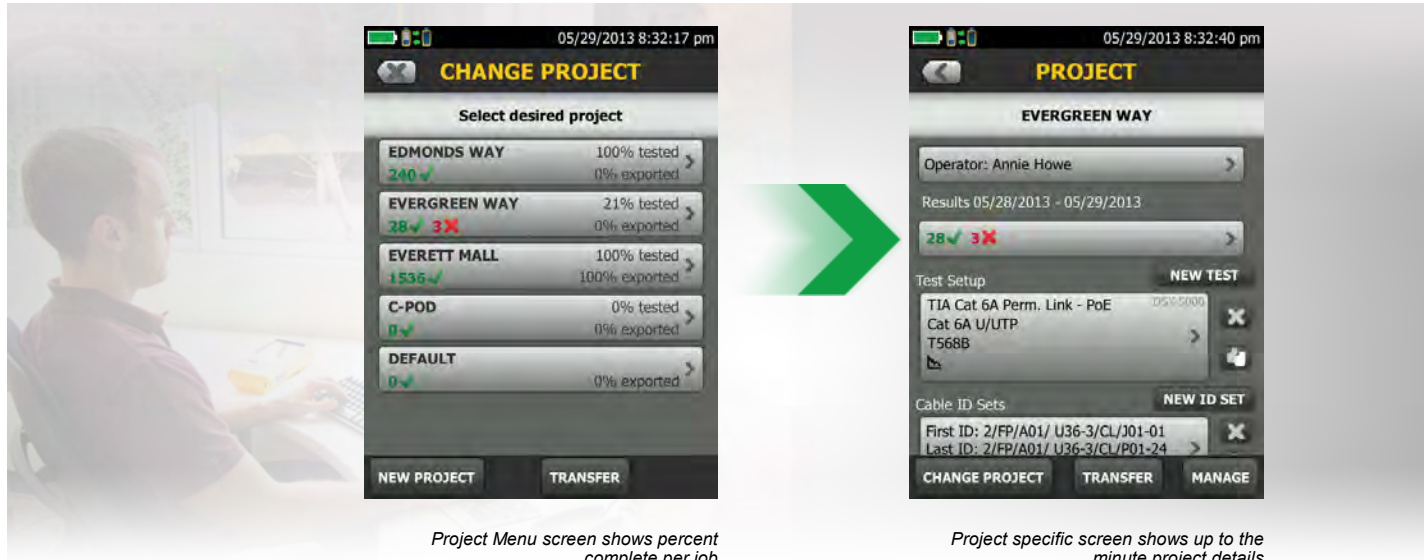 05/29/2013 8:32:17 pm
CHANGE PROJECT
Select desired project
EDMONDS WAY 100% tested
240 0% exported
EVERGREEN WAY 21% tested
28 3 0% exported
EVERETT MALL 100% tested
1536 100% exported
C-POD 0% tested
0 0% exported
DEFAULT
0 0% exported
NEW PROJECT TRANSFER
Project Menu screen shows percent
complete per job
05/29/2013 8:32:40 pm
PROJECT
EVERGREEN WAY
Operator: Annie Howe
Results 05/28/2013 - 05/29/2013
28 3
Test Setup NEW TEST
TIA Cat 6A Perm. Link - PoE DSX-5000
Cat 6A U/UTP
T568B
Cable ID Sets NEW ID SET
First ID: 2/FP/A01/ U36-3/CL/J01-01
Last ID: 2/FP/A01/ U36-3/CL/P01-24
CHANGE PROJECT TRANSFER MANAGE
Project specific screen shows up to the
minute project details